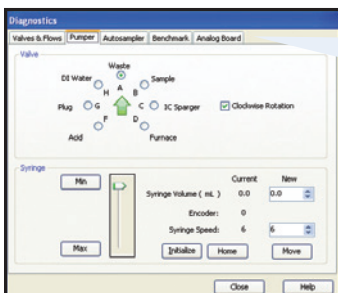 Diagnostics
Valves & Flows Pumper Autosampler Benchmark Analog Board
Valve
Waste
DI Water Sample
H A B
Plug G C IC Sparger Clockwise Rotation
F D
Acid Furnace
Syringe
Min Current New
Syringe Volume ( mL ) 0.0 0.0
Encoder: 0
Syringe Speed: 6 6
Max Initialize Home Move
Close Help